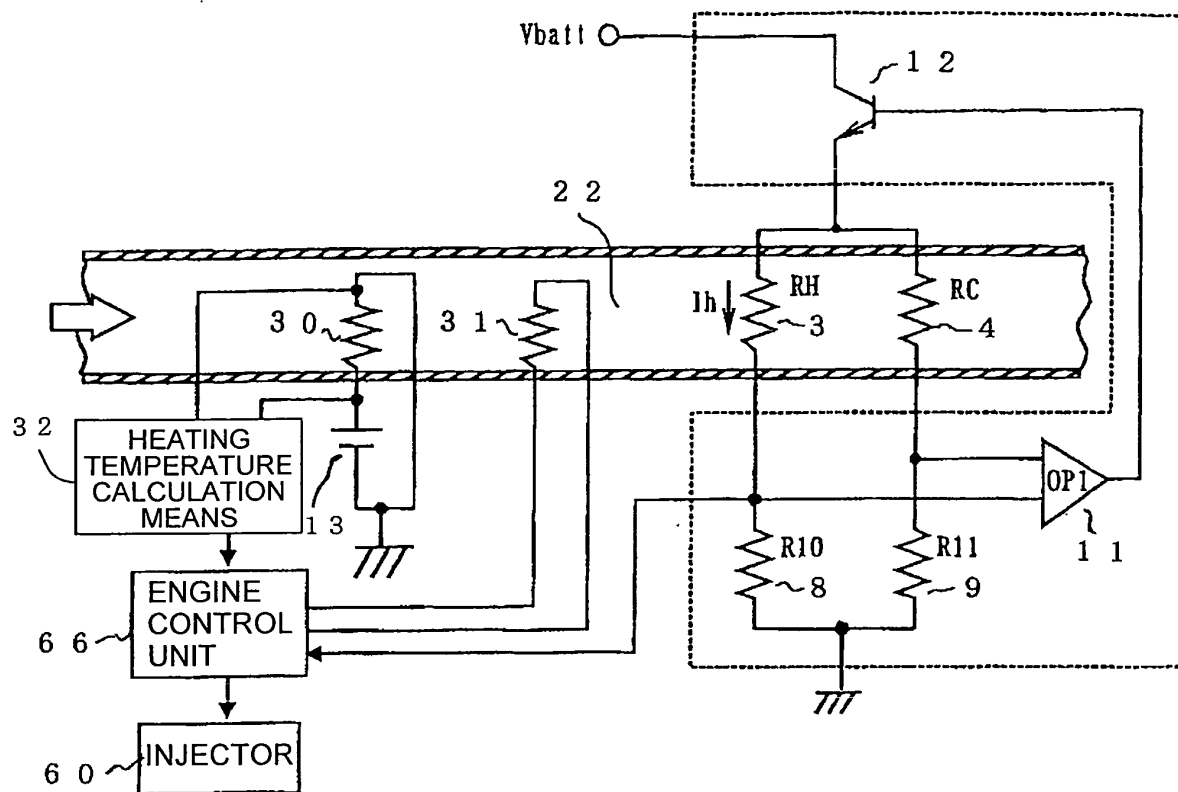 Vbatt
1 2
2 2
Ih
RH
3
RC
4
3 0
3 1
3 2
HEATING
TEMPERATURE
CALCULATION
MEANS
1 3
OP1
1 1
R10
8
R11
9
ENGINE
CONTROL
UNIT
6 6
INJECTOR
6 0